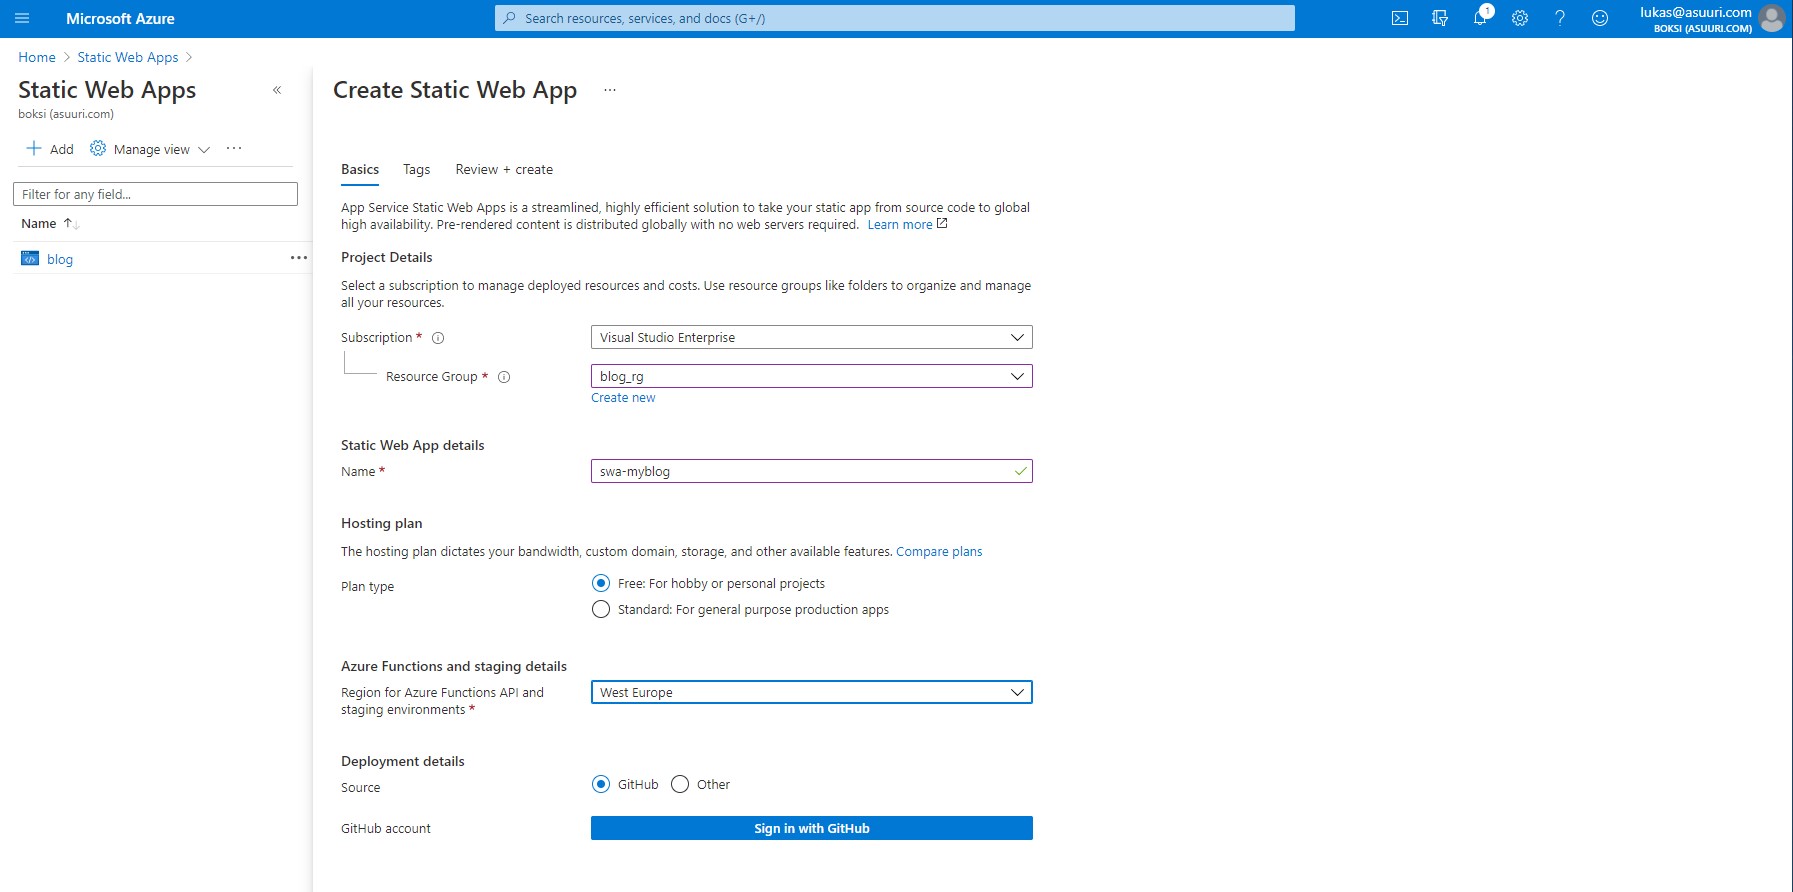 Microsoft Azure
Search resources, services, and docs (G+/)
1
lukas@asuuri.com
BOKSI (ASUURI.COM)
Home > Static Web Apps >
Static Web Apps
«
boksi (asuuri.com)
+ Add
Manage view
...
Filter for any field...
Name ↑↓
blog
...
Create Static Web App
...
Basics
Tags
Review + create
App Service Static Web Apps is a streamlined, highly efficient solution to take your static app from source code to global
high availability. Pre-rendered content is distributed globally with no web servers required. Learn more
Project Details
Select a subscription to manage deployed resources and costs. Use resource groups like folders to organize and manage
all your resources.
Subscription *
Visual Studio Enterprise
Resource Group *
blog_rg
Create new
Static Web App details
Name *
swa-myblog
Hosting plan
The hosting plan dictates your bandwidth, custom domain, storage, and other available features. Compare plans
Plan type
Free: For hobby or personal projects
Standard: For general purpose production apps
Azure Functions and staging details
Region for Azure Functions API and
staging environments *
West Europe
Deployment details
Source
GitHub
Other
GitHub account
Sign in with GitHub